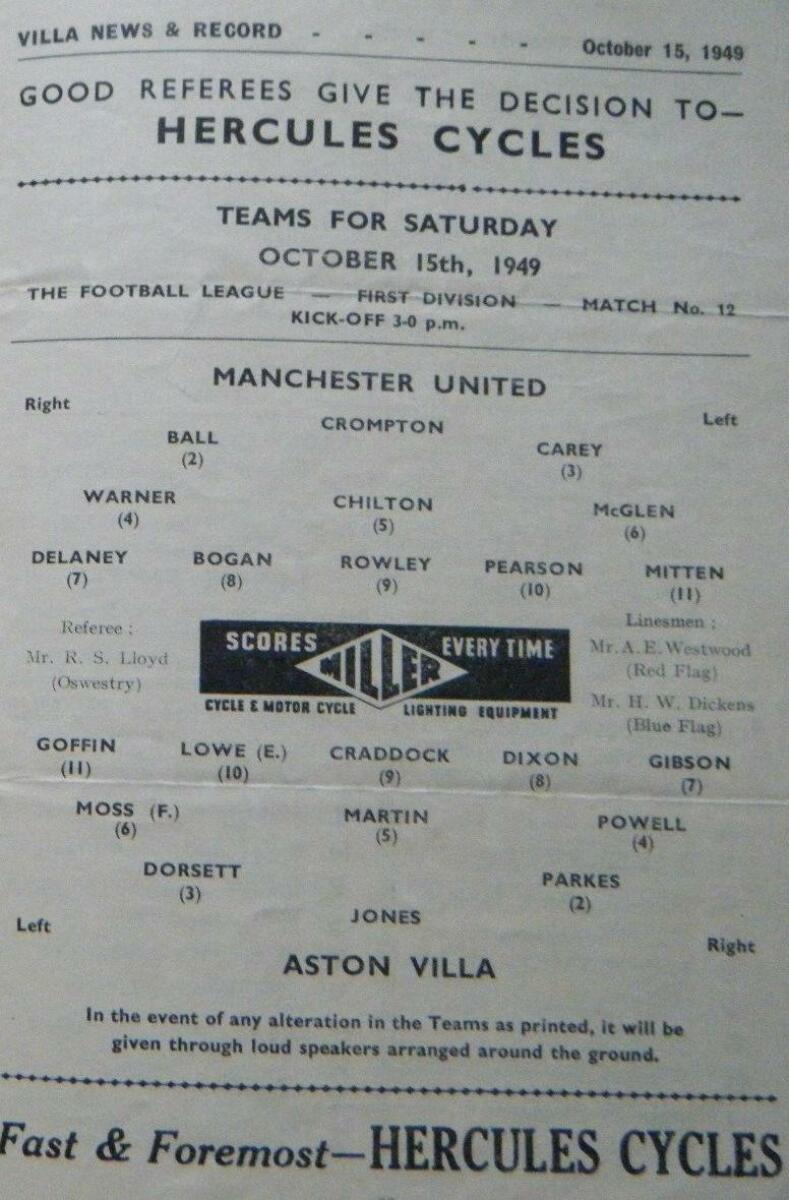 VILLA NEWS & RECORD - - - - - October 15, 1949
GOOD REFEREES GIVE THE DECISION TO—
HERCULES CYCLES
TEAMS FOR SATURDAY
OCTOBER 15th, 1949
THE FOOTBALL LEAGUE — FIRST DIVISION — MATCH No. 12
KICK-OFF 3-0 p.m.
MANCHESTER UNITED
Right Left
CROMPTON
BALL CAREY
(2) (3)
WARNER CHILTON McGLEN
(4) (5) (6)
DELANEY BOGAN ROWLEY PEARSON MITTEN
(7) (8) (9) (10) (11)
Referee :
Mr. R. S. Lloyd
(Oswestry)
SCORES MILLER EVERY TIME
CYCLE & MOTOR CYCLE LIGHTING EQUIPMENT
Linesmen :
Mr. A. E. Westwood
(Red Flag)
Mr. H. W. Dickens
(Blue Flag)
GOFFIN LOWE (E.) CRADDOCK DIXON GIBSON
(11) (10) (9) (8) (7)
MOSS (F.) MARTIN POWELL
(6) (5) (4)
DORSETT PARKES
(3) (2)
JONES
Left Right
ASTON VILLA
In the event of any alteration in the Teams as printed, it will be
given through loud speakers arranged around the ground.
Fast & Foremost—HERCULES CYCLES